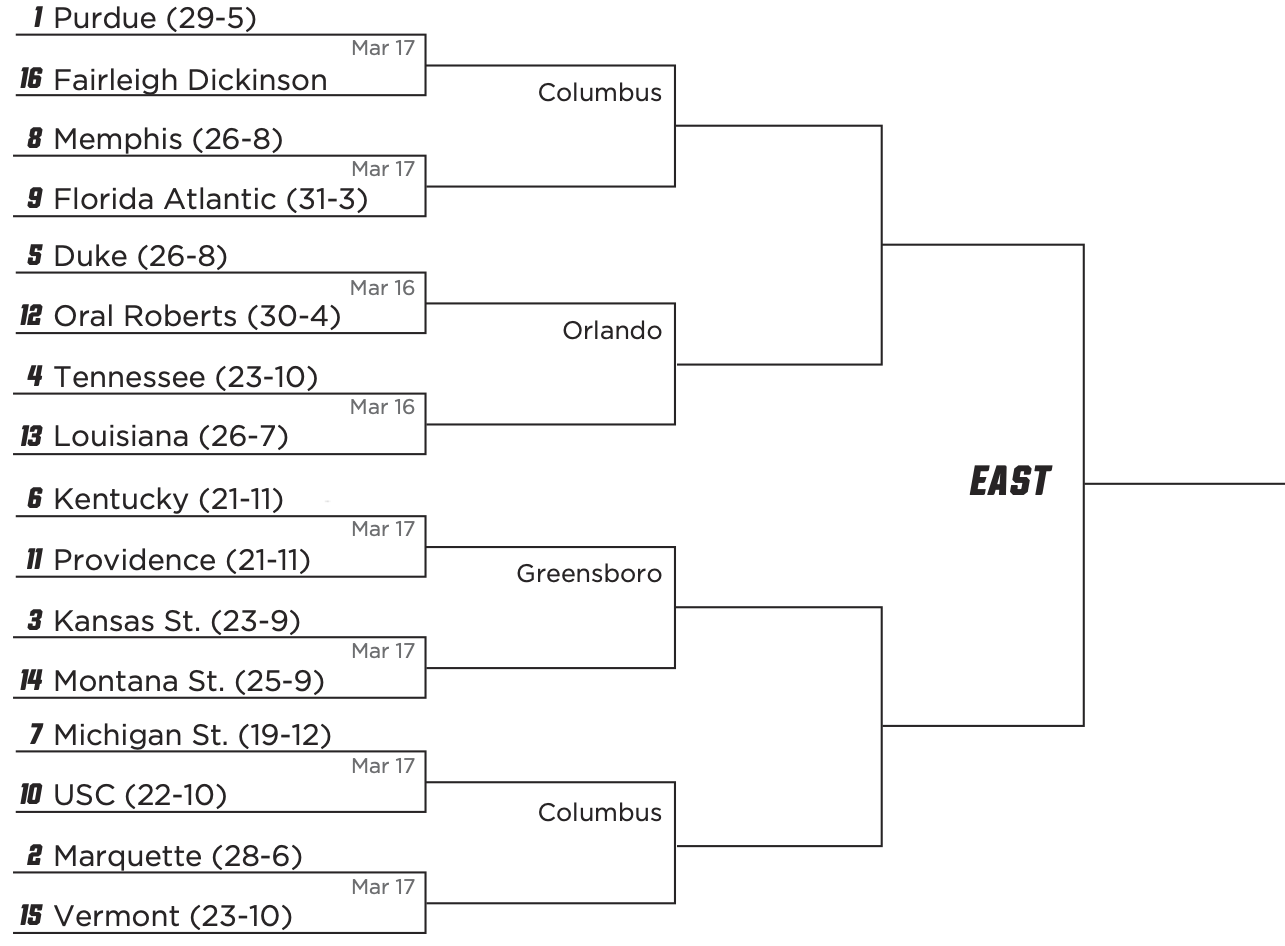 1 Purdue (29-5)
Mar 17
16 Fairleigh Dickinson
Columbus
8 Memphis (26-8)
Mar 17
9 Florida Atlantic (31-3)
5 Duke (26-8)
Mar 16
12 Oral Roberts (30-4)
Orlando
4 Tennessee (23-10)
Mar 16
13 Louisiana (26-7)
EAST
6 Kentucky (21-11)
Mar 17
11 Providence (21-11)
Greensboro
3 Kansas St. (23-9)
Mar 17
14 Montana St. (25-9)
7 Michigan St. (19-12)
Mar 17
10 USC (22-10)
Columbus
2 Marquette (28-6)
Mar 17
15 Vermont (23-10)